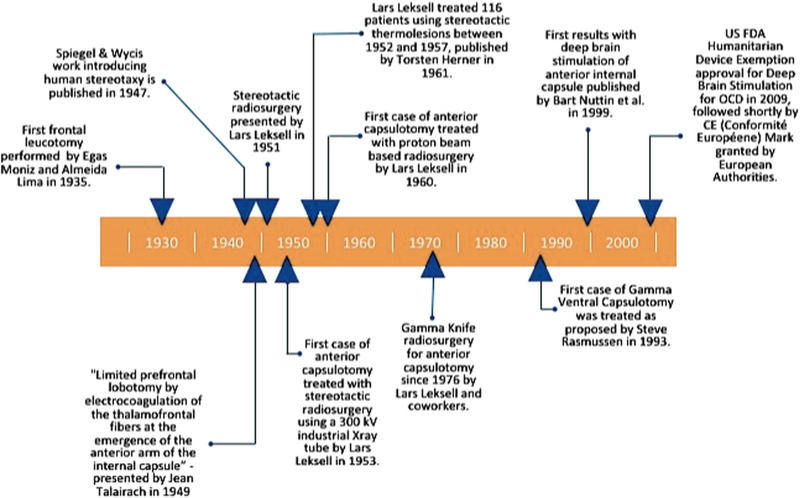 First frontal
leucotomy
performed by Egas
Moniz and Almeida
Lima in 1935.
Spiegel & Wycis
work introducing
human stereotaxy is
published in 1947.
Stereotactic
radiosurgery
presented by
Lars Leksell in
1951
Lars Leksell treated 116
patients using stereotactic
thermolesions between
1952 and 1957, published
by Torsten Herner in
1961.
First case of anterior
capsulotomy treated
with proton beam
based radiosurgery
by Lars Leksell in
1960.
First results with
deep brain
stimulation of
anterior internal
capsule published
by Bart Nuttin et al.
in 1999.
US FDA
Humanitarian
Device Exemption
approval for Deep
Brain Stimulation
for OCD in 2009,
followed shortly by
CE (Conformité
Européene) Mark
granted by
European
Authorities.
1930
1940
1950
1960
1970
1980
1990
2000
"Limited prefrontal
lobotomy by
electrocoagulation of
the thalamofrontal
fibers at the
emergence of the
anterior arm of the
internal capsule" -
presented by Jean
Talairach in 1949
First case of
anterior
capsulotomy
treated with
stereotactic
radiosurgery
using a 300 kV
industrial Xray
tube by Lars
Leksell in 1953.
Gamma Knife
radiosurgery
for anterior
capsulotomy
since 1976 by
Lars Leksell and
coworkers.
First case of Gamma
Ventral Capsulotomy
was treated as
proposed by Steve
Rasmussen in 1993.